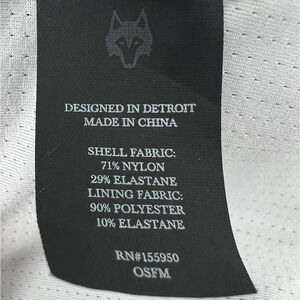 DESIGNED IN DETROIT
MADE IN CHINA
SHELL FABRIC:
71% NYLON
29% ELASTANE
LINING FABRIC:
90% POLYESTER
10% ELASTANE
RN#155950
OSFM